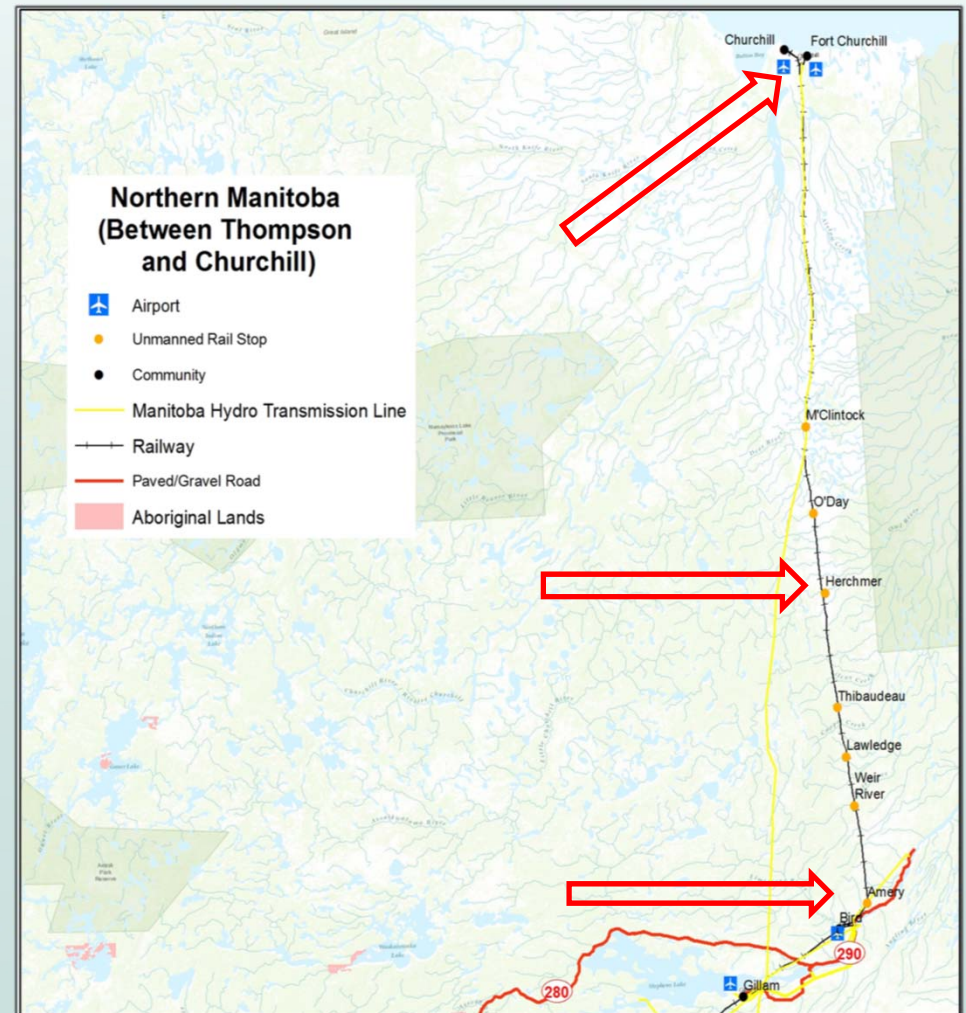 Churchill
Fort Churchill
Northern Manitoba
(Between Thompson
and Churchill)
Airport
Unmanned Rail Stop
Community
Manitoba Hydro Transmission Line
Railway
Paved/Gravel Road
Aboriginal Lands
M'Clintock
O'Day
Herchmer
Thibaudeau
Lawledge
Weir
River
Amery
Bird
290
280
Gillam